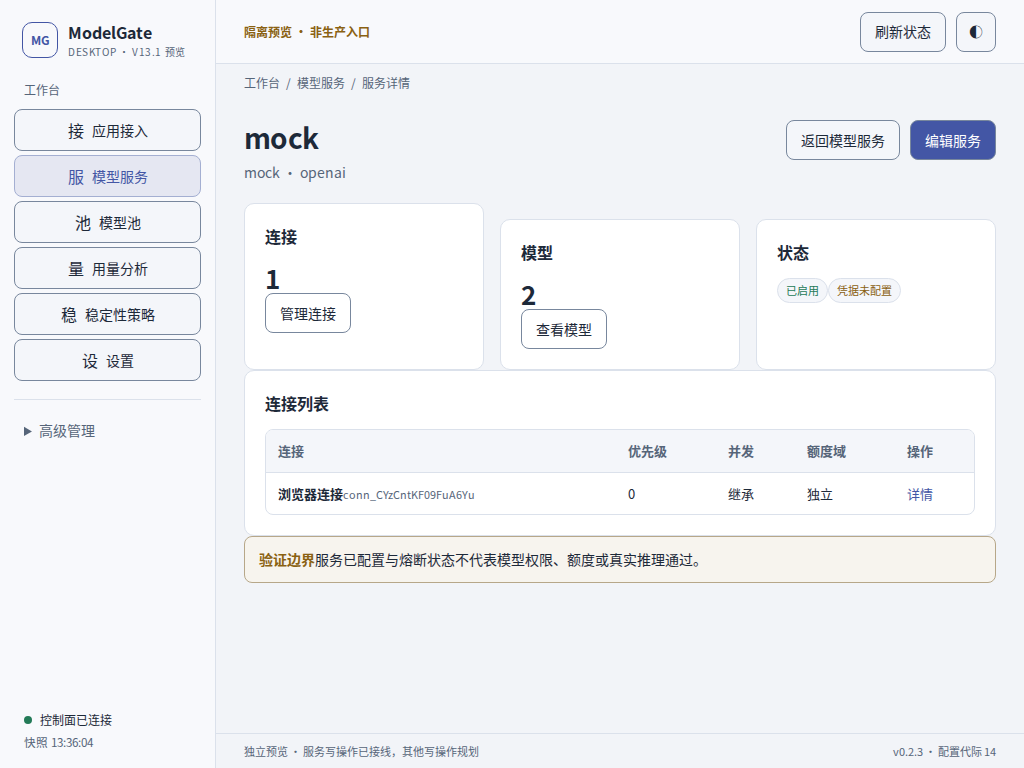 MG
ModelGate
DESKTOP · V13.1 预览
工作台
接 应用接入
服 模型服务
池 模型池
量 用量分析
稳 稳定性策略
设 设置
▶ 高级管理
控制面已连接
快照 13:36:04
隔离预览 · 非生产入口
刷新状态
工作台 / 模型服务 / 服务详情
mock
mock · openai
返回模型服务
编辑服务
连接
1
管理连接
模型
2
查看模型
状态
已启用 凭据未配置
连接列表
连接 优先级 并发 额度域 操作
浏览器连接conn_CYzCntKF09FuA6Yu 0 继承 独立 详情
验证边界服务已配置与熔断状态不代表模型权限、额度或真实推理通过。
独立预览 · 服务写操作已接线，其他写操作规划
v0.2.3 · 配置代际 14